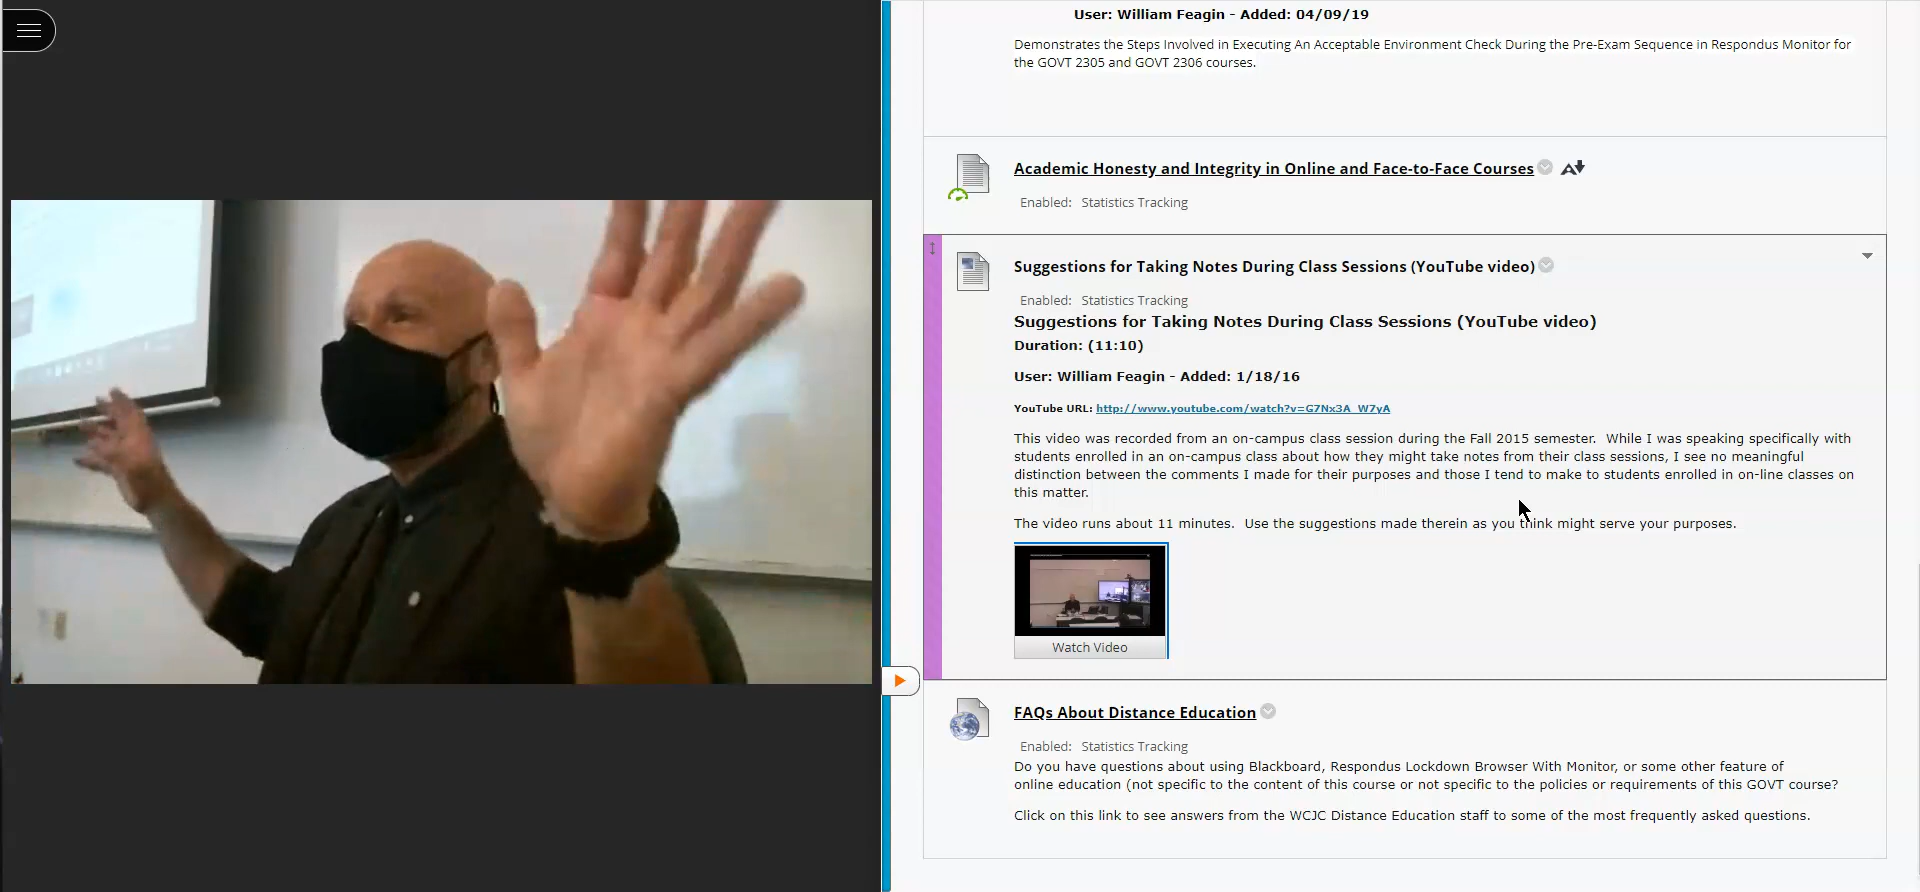 User: William Feagin - Added: 04/09/19
Demonstrates the Steps Involved in Executing An Acceptable Environment Check During the Pre-Exam Sequence in Respondus Monitor for
the GOVT 2305 and GOVT 2306 courses.
Academic Honesty and Integrity in Online and Face-to-Face Courses
Enabled: Statistics Tracking
Suggestions for Taking Notes During Class Sessions (YouTube video)
Enabled: Statistics Tracking
Suggestions for Taking Notes During Class Sessions (YouTube video)
Duration: (11:10)
User: William Feagin - Added: 1/18/16
YouTube URL: http://www.youtube.com/watch?v=G7Nx3A_W7yA
This video was recorded from an on-campus class session during the Fall 2015 semester. While I was speaking specifically with
students enrolled in an on-campus class about how they might take notes from their class sessions, I see no meaningful
distinction between the comments I made for their purposes and those I tend to make to students enrolled in on-line classes on
this matter.
The video runs about 11 minutes. Use the suggestions made therein as you think might serve your purposes.
Watch Video
FAQs About Distance Education
Enabled: Statistics Tracking
Do you have questions about using Blackboard, Respondus Lockdown Browser With Monitor, or some other feature of
online education (not specific to the content of this course or not specific to the policies or requirements of this GOVT course?
Click on this link to see answers from the WCJC Distance Education staff to some of the most frequently asked questions.